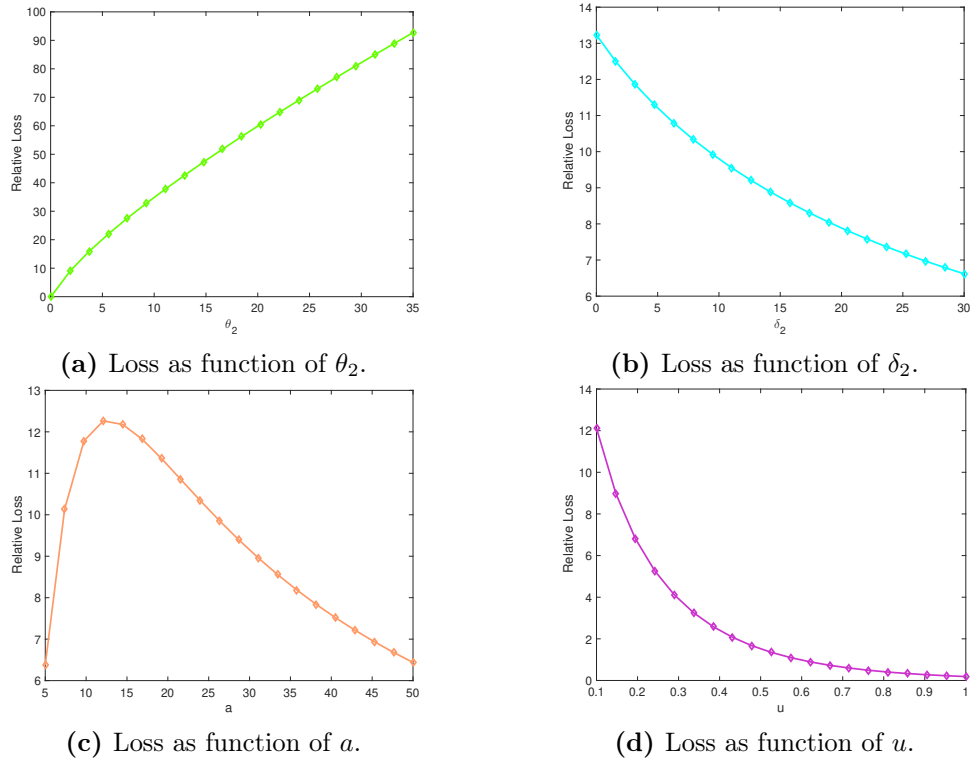 100
90
80
70
60
50
40
30
20
10
0
Relative Loss
0 5 10 15 20 25 30 35
θ₂
(a) Loss as function of θ₂.
14
13
12
11
10
9
8
7
6
Relative Loss
0 5 10 15 20 25 30
δ₂
(b) Loss as function of δ₂.
13
12
11
10
9
8
7
6
Relative Loss
5 10 15 20 25 30 35 40 45 50
a
(c) Loss as function of a.
14
12
10
8
6
4
2
0
Relative Loss
0.1 0.2 0.3 0.4 0.5 0.6 0.7 0.8 0.9 1
u
(d) Loss as function of u.